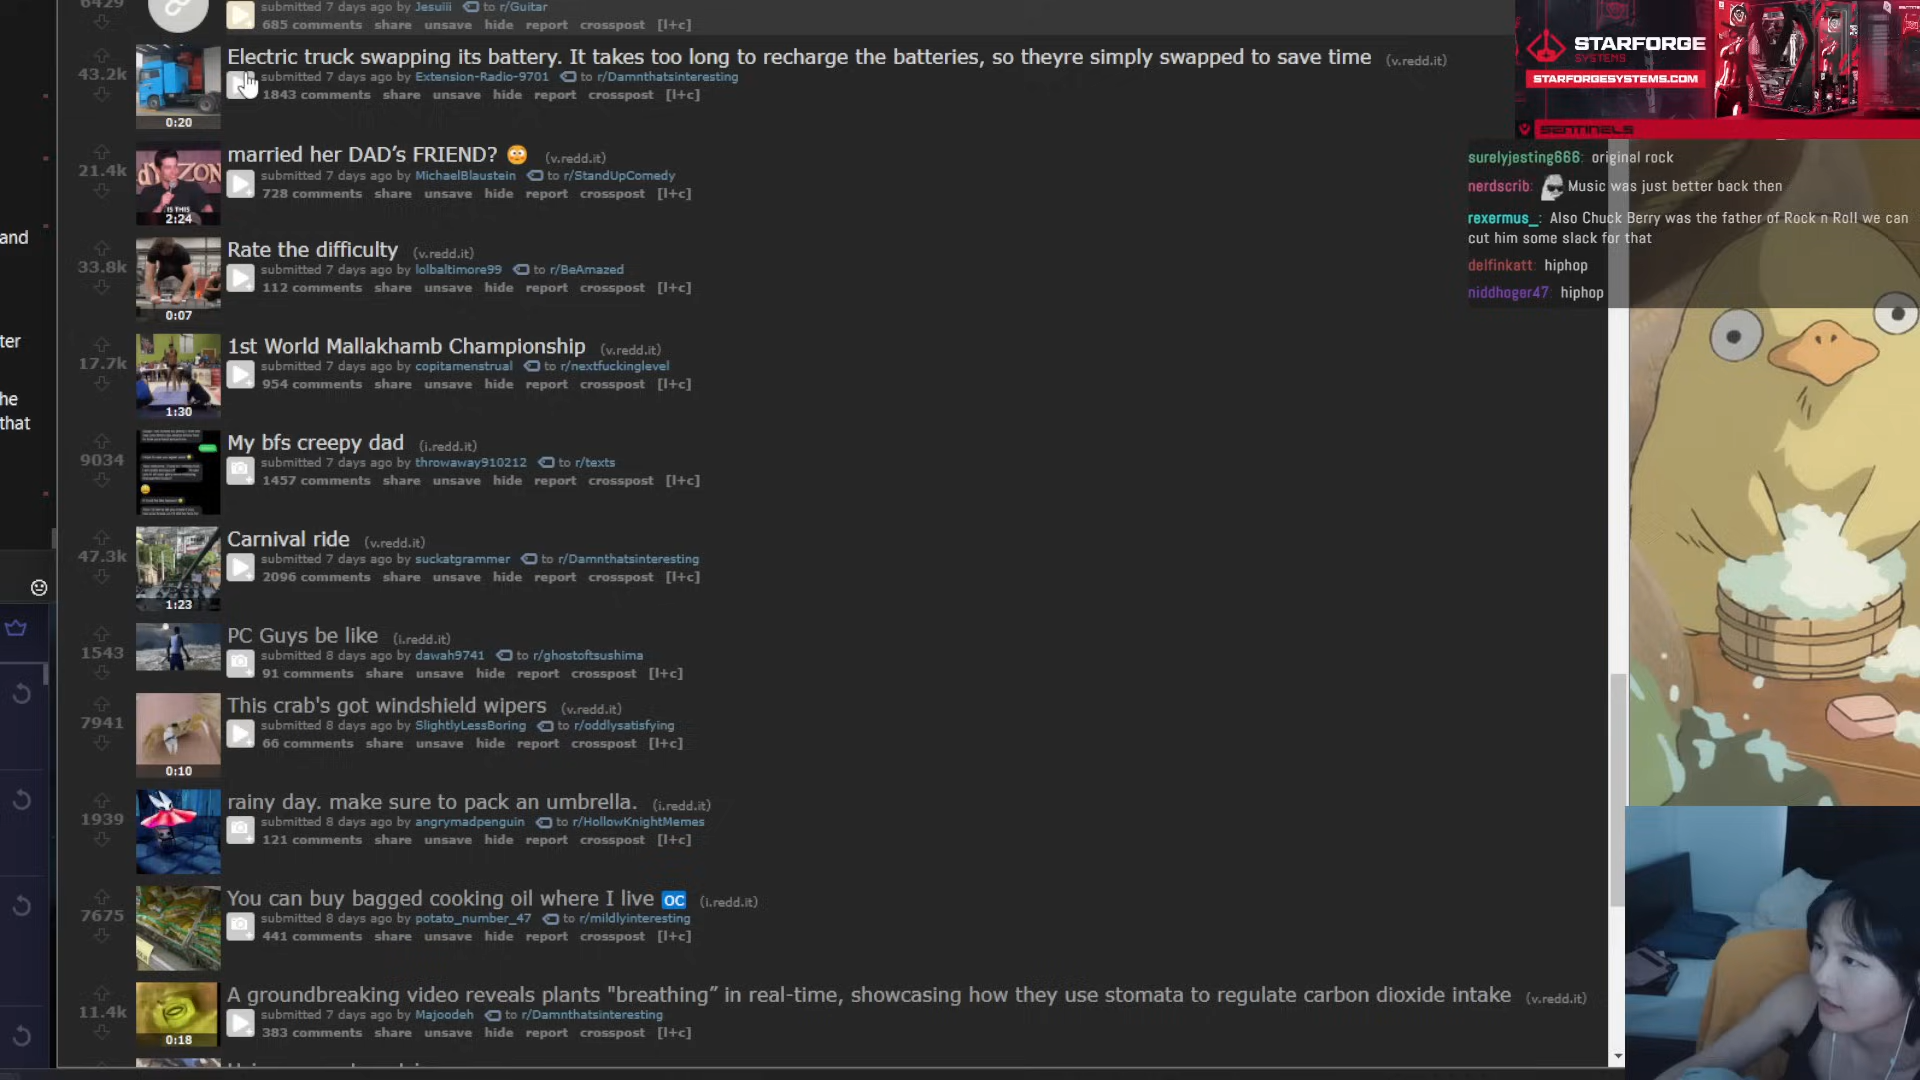 6429
submitted 7 days ago by Jesuiii to r/Guitar
685 comments share unsave hide report crosspost [l+c]
Electric truck swapping its battery. It takes too long to recharge the batteries, so theyre simply swapped to save time (v.redd.it)
43.2k
submitted 7 days ago by Extension-Radio-9701 to r/Damnthatsinteresting
1843 comments share unsave hide report crosspost [l+c]
0:20
married her DAD’s FRIEND? 😳 (v.redd.it)
21.4k
submitted 7 days ago by MichaelBlaustein to r/StandUpComedy
728 comments share unsave hide report crosspost [l+c]
IS THIS
2:24
Rate the difficulty (v.redd.it)
33.8k
submitted 7 days ago by lolbaltimore99 to r/BeAmazed
112 comments share unsave hide report crosspost [l+c]
0:07
1st World Mallakhamb Championship (v.redd.it)
17.7k
submitted 7 days ago by copitamenstrual to r/nextfuckinglevel
954 comments share unsave hide report crosspost [l+c]
1:30
My bfs creepy dad (i.redd.it)
9034
submitted 7 days ago by throwaway910212 to r/texts
1457 comments share unsave hide report crosspost [l+c]
Carnival ride (v.redd.it)
47.3k
submitted 7 days ago by suckatgrammer to r/Damnthatsinteresting
2096 comments share unsave hide report crosspost [l+c]
1:23
PC Guys be like (i.redd.it)
1543
submitted 8 days ago by dawah9741 to r/ghostoftsushima
91 comments share unsave hide report crosspost [l+c]
This crab's got windshield wipers (v.redd.it)
7941
submitted 8 days ago by SlightlyLessBoring to r/oddlysatisfying
66 comments share unsave hide report crosspost [l+c]
0:10
rainy day. make sure to pack an umbrella. (i.redd.it)
1939
submitted 8 days ago by angrymadpenguin to r/HollowKnightMemes
121 comments share unsave hide report crosspost [l+c]
You can buy bagged cooking oil where I live OC (i.redd.it)
7675
submitted 8 days ago by potato_number_47 to r/mildlyinteresting
441 comments share unsave hide report crosspost [l+c]
A groundbreaking video reveals plants "breathing” in real-time, showcasing how they use stomata to regulate carbon dioxide intake (v.redd.it)
11.4k
submitted 7 days ago by Majoodeh to r/Damnthatsinteresting
383 comments share unsave hide report crosspost [l+c]
0:18
and
ter
he
that
STARFORGE
SYSTEMS
STARFORGESYSTEMS.COM
SENTINELS
surelyjesting666: original rock
nerdscrib: Music was just better back then
rexermus_: Also Chuck Berry was the father of Rock n Roll we can
cut him some slack for that
delfinkatt: hiphop
niddhoger47: hiphop